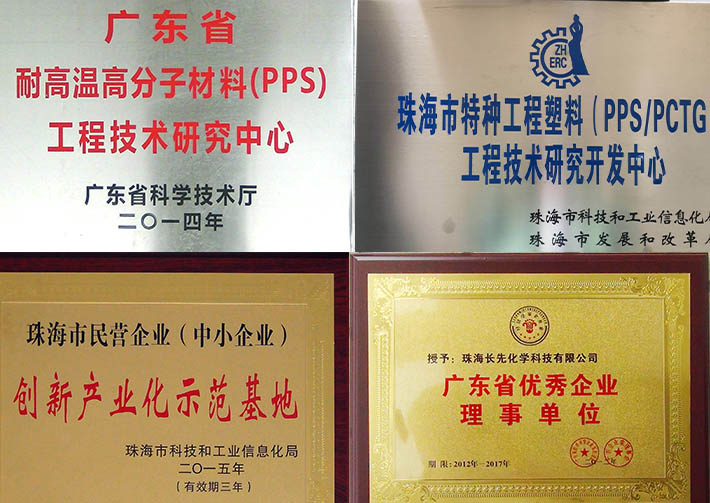 广东省
耐高温高分子材料(PPS)
工程技术研究中心
广东省科学技术厅
二〇一四年
ZH
ERC
珠海市特种工程塑料(PPS/PCTG
工程技术研究开发中心
珠海市科技和工业信息化局
珠海市发展和改革局
珠海市民营企业(中小企业)
创新产业化示范基地
珠海市科技和工业信息化局
二〇一五年
(有效期三年)
授予:珠海长先化学科技有限公司
广东省优秀企业
理事单位
期限:2012年—2017年